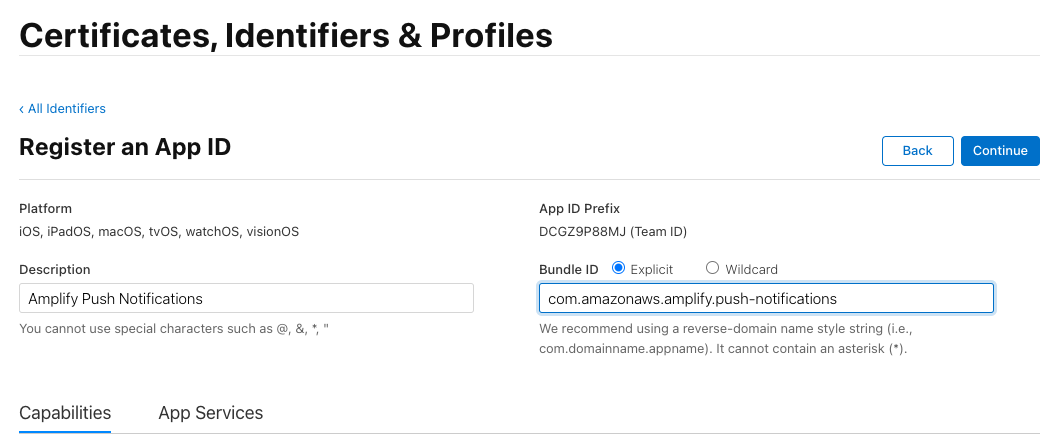 Certificates, Identifiers & Profiles
‹ All Identifiers
Register an App ID
Back
Continue
Platform
iOS, iPadOS, macOS, tvOS, watchOS, visionOS
App ID Prefix
DCGZ9P88MJ (Team ID)
Description
Amplify Push Notifications
You cannot use special characters such as @, &, *, "
Bundle ID Explicit Wildcard
com.amazonaws.amplify.push-notifications
We recommend using a reverse-domain name style string (i.e.,
com.domainname.appname). It cannot contain an asterisk (*).
Capabilities App Services